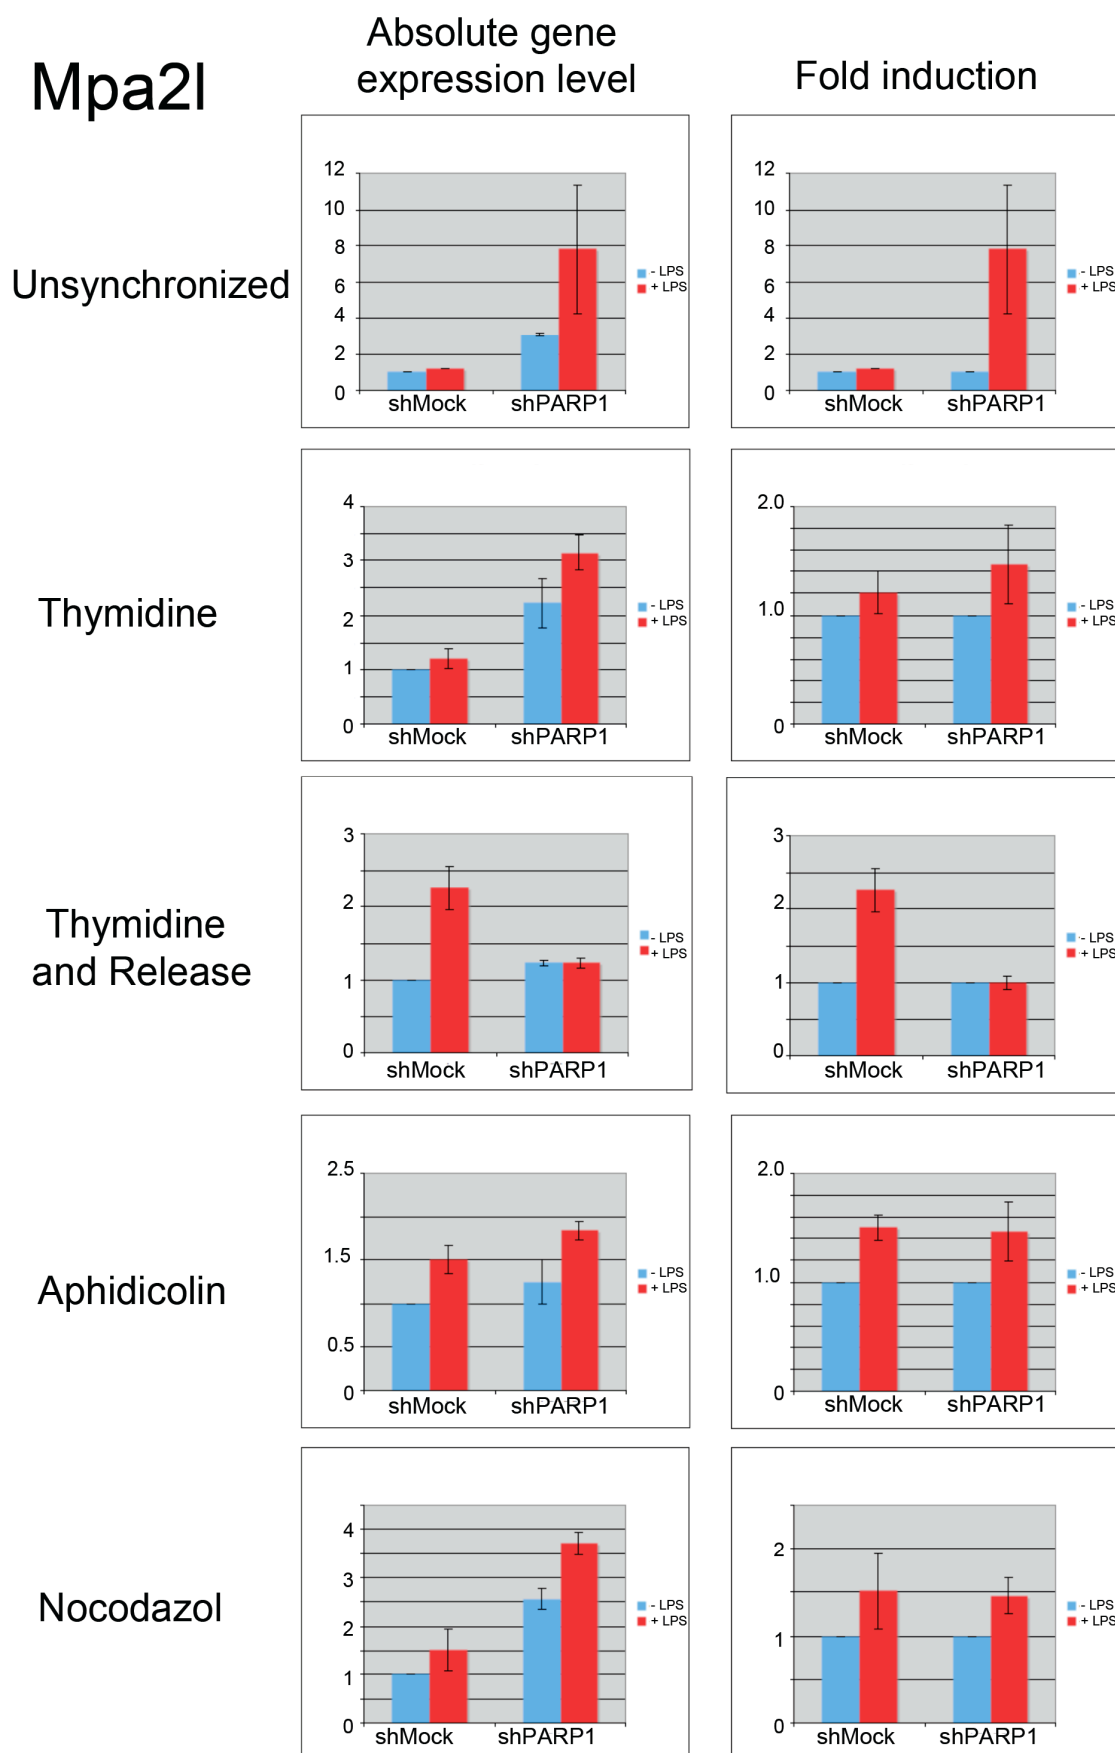 Mpa2l
Absolute gene
expression level
Fold induction
Unsynchronized
12
10
8
6
4
2
0
shMock shPARP1
- LPS
+ LPS
12
10
8
6
4
2
0
shMock shPARP1
- LPS
+ LPS
Thymidine
4
3
2
1
0
shMock shPARP1
- LPS
+ LPS
2.0
1.0
0
shMock shPARP1
- LPS
+ LPS
Thymidine
and Release
3
2
1
0
shMock shPARP1
- LPS
+ LPS
3
2
1
0
shMock shPARP1
- LPS
+ LPS
Aphidicolin
2.5
1.5
0.5
0
shMock shPARP1
- LPS
+ LPS
2.0
1.0
0
shMock shPARP1
- LPS
+ LPS
Nocodazol
4
3
2
1
0
shMock shPARP1
- LPS
+ LPS
2
1
0
shMock shPARP1
- LPS
+ LPS